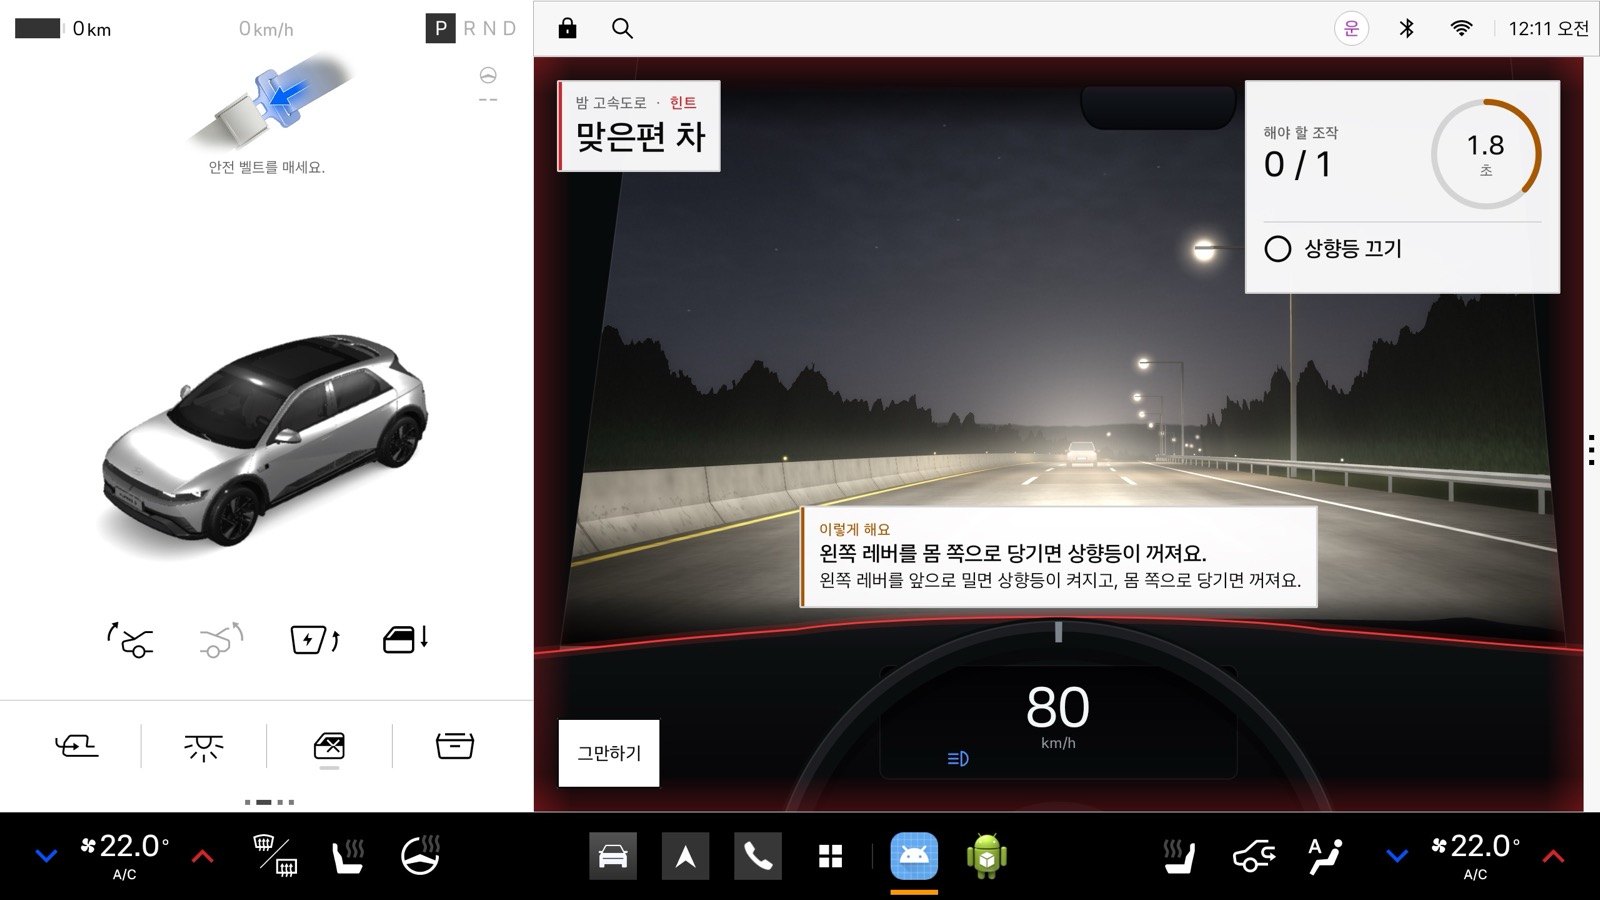 0 km
0 km/h
P R N D
안전 벨트를 매세요.
운
12:11 오전
밤 고속도로 · 힌트
맞은편 차
해야 할 조작
0 / 1
1.8
초
상향등 끄기
이렇게 해요
왼쪽 레버를 몸 쪽으로 당기면 상향등이 꺼져요.
왼쪽 레버를 앞으로 밀면 상향등이 켜지고, 몸 쪽으로 당기면 꺼져요.
80
km/h
그만하기
22.0°
A/C
A
22.0°
A/C